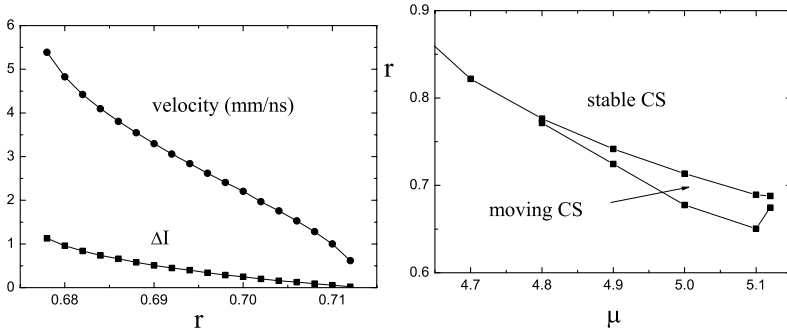 6
5
4
3
2
1
0
velocity (mm/ns)
ΔI
0.68
0.69
0.70
0.71
r
0.9
0.8
0.7
0.6
r
stable CS
moving CS
4.7
4.8
4.9
5.0
5.1
μ